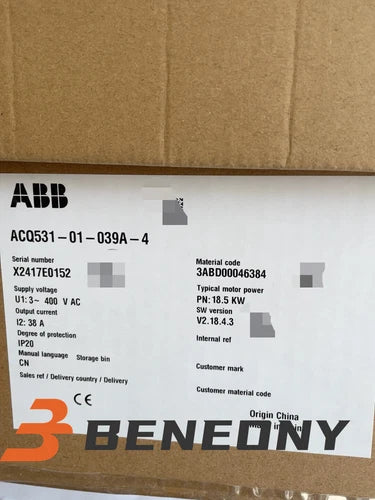 ABB
ACQ531-01-039A-4
Serial number
X2417E0152
Material code
3ABD00046384
Supply voltage
U1: 3~ 400 V AC
Typical motor power
PN: 18.5 KW
Output current
I2: 38 A
SW version
V2.18.4.3
Degree of protection
IP20
Internal ref
Manual language Storage bin
CN
Customer mark
Sales ref / Delivery country / Delivery
Customer material code
CE
Origin China
BENEONY